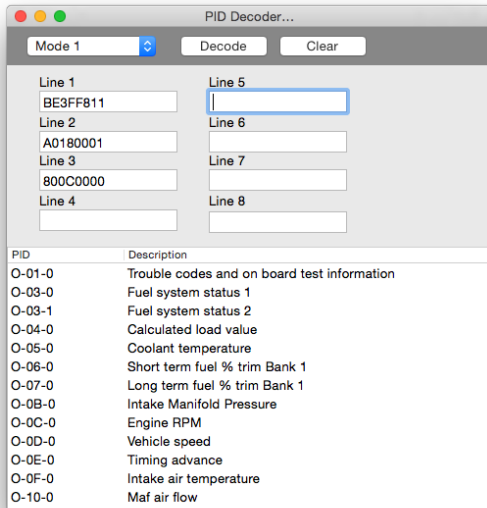 PID Decoder...
Mode 1 Decode Clear
Line 1 Line 5
BE3FF811
Line 2 Line 6
A0180001
Line 3 Line 7
800C0000
Line 4 Line 8
PID Description
O-01-0 Trouble codes and on board test information
O-03-0 Fuel system status 1
O-03-1 Fuel system status 2
O-04-0 Calculated load value
O-05-0 Coolant temperature
O-06-0 Short term fuel % trim Bank 1
O-07-0 Long term fuel % trim Bank 1
O-0B-0 Intake Manifold Pressure
O-0C-0 Engine RPM
O-0D-0 Vehicle speed
O-0E-0 Timing advance
O-0F-0 Intake air temperature
O-10-0 Maf air flow